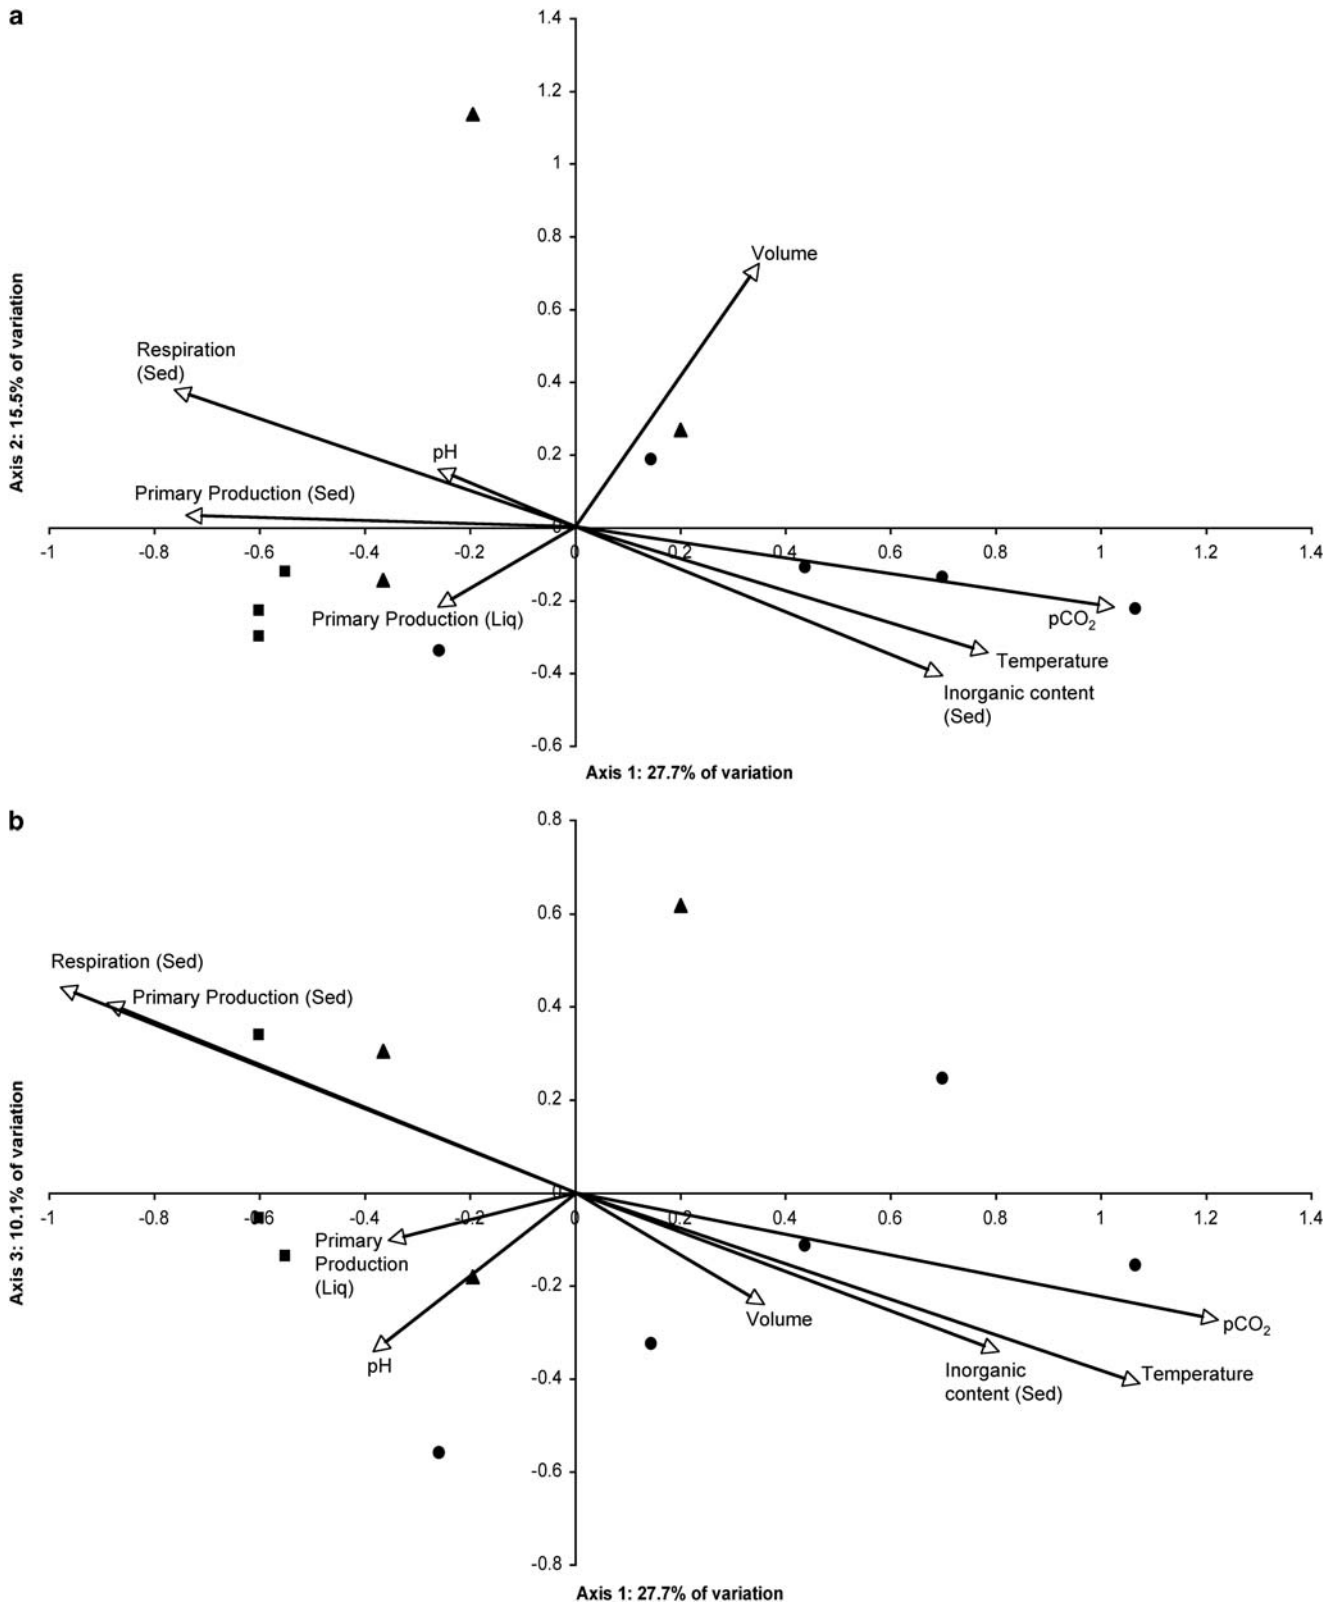 a
1.4
1.2
1
0.8
0.6
0.4
0.2
0
-0.2
-0.4
-0.6
Axis 2: 15.5% of variation
-1
-0.8
-0.6
-0.4
-0.2
0
0.2
0.4
0.6
0.8
1
1.2
1.4
Volume
Respiration
(Sed)
pH
Primary Production (Sed)
Primary Production (Liq)
pCO₂
Temperature
Inorganic content
(Sed)
Axis 1: 27.7% of variation
b
0.8
0.6
0.4
0.2
0
-0.2
-0.4
-0.6
-0.8
Axis 3: 10.1% of variation
-1
-0.8
-0.6
-0.4
-0.2
0
0.2
0.4
0.6
0.8
1
1.2
1.4
Respiration (Sed)
Primary Production (Sed)
Primary
Production
(Liq)
pH
Volume
pCO₂
Inorganic
content (Sed)
Temperature
Axis 1: 27.7% of variation